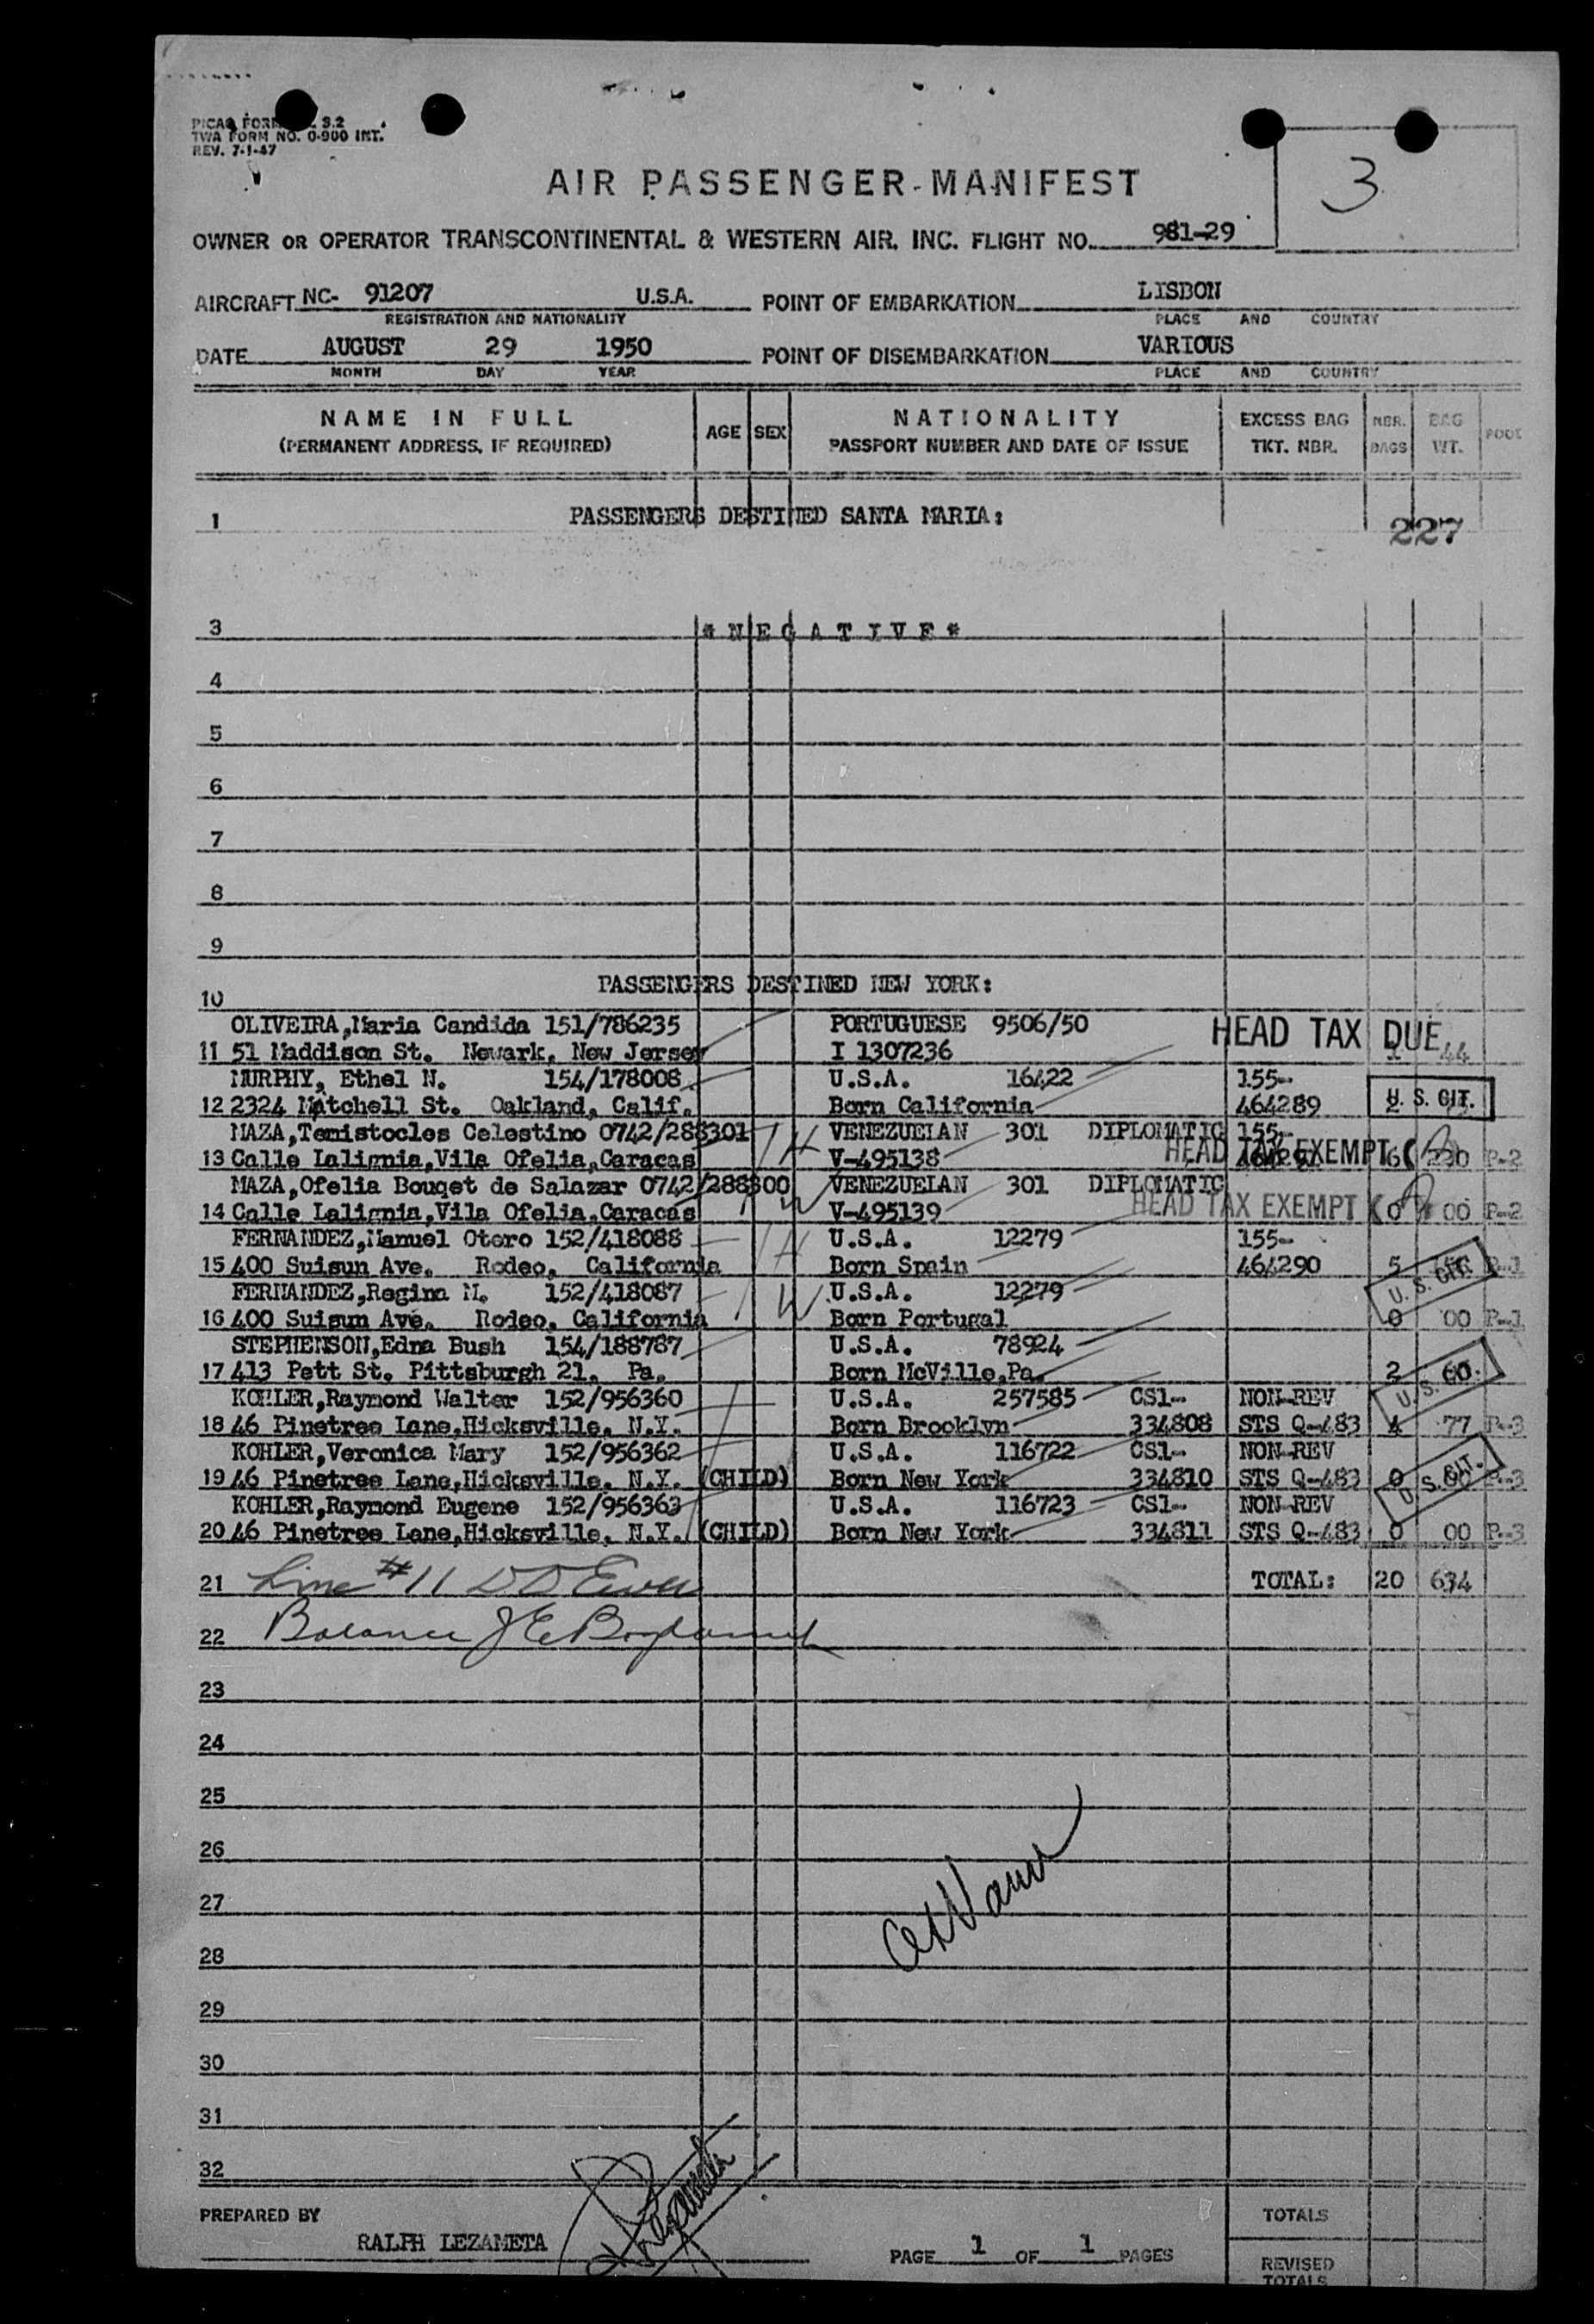 TWA FORM NO. 0-900 INT.
REV. 7-1-47
3
AIR PASSENGER MANIFEST
OWNER OR OPERATOR TRANSCONTINENTAL & WESTERN AIR, INC. FLIGHT NO. 981-29
AIRCRAFT NC- 91207 U.S.A. POINT OF EMBARKATION LISBON
REGISTRATION AND NATIONALITY PLACE AND COUNTRY
DATE AUGUST 29 1950 POINT OF DISEMBARKATION VARIOUS
MONTH DAY YEAR PLACE AND COUNTRY
NAME IN FULL AGE SEX NATIONALITY EXCESS BAG NBR. BAG
(PERMANENT ADDRESS, IF REQUIRED) PASSPORT NUMBER AND DATE OF ISSUE TKT. NBR. BAGS WT.
1 PASSENGERS DESTINED SANTA MARIA:
227
3 *NEGATIVE*
4
5
6
7
8
9
PASSENGERS DESTINED NEW YORK:
10
OLIVEIRA,Maria Candida 151/786235 PORTUGUESE 9506/50 HEAD TAX DUE
11 51 Maddison St. Newark, New Jersey I 1307236 44
MURPHY, Ethel N. 154/178008 U.S.A. 16422 155-
12 2324 Matchell St. Oakland, Calif. Born California 464289 U. S. CIT.
MAZA,Temistocles Celestino 0742/288301 H VENEZUELAN 301 DIPLOMATIC 155-
13 Calle Lalignia,Vila Ofelia,Caracas V-495138 HEAD TAX EXEMPT 6 230 P-2
MAZA,Ofelia Bouqet de Salazar 0742/288300 W VENEZUELAN 301 DIPLOMATIC
14 Calle Lalignia,Vila Ofelia,Caracas V-495139 HEAD TAX EXEMPT 0 00 P-2
FERNANDEZ,Manuel Otero 152/418088 H U.S.A. 12279 155-
15 400 Suisun Ave. Rodeo, California Born Spain 464290 5 U. S. CIT. P-1
FERNANDEZ,Regina M. 152/418087 W U.S.A. 12279
16 400 Suisun Ave. Rodeo, California Born Portugal 0 00 P-1
STEPHENSON,Edna Bush 154/188787 U.S.A. 78924
17 413 Pett St. Pittsburgh 21, Pa. Born McVille,Pa. 2 60 U. S. CIT.
KOHLER,Raymond Walter 152/956360 U.S.A. 257585 CS1- NON-REV
18 46 Pinetree Lane,Hicksville, N.Y. Born Brooklyn 334808 STS Q-483 4 77 P-3
KOHLER,Veronica Mary 152/956362 U.S.A. 116722 CS1- NON-REV
19 46 Pinetree Lane,Hicksville, N.Y. (CHILD) Born New York 334810 STS Q-483 0 U. S. CIT. P-3
KOHLER,Raymond Eugene 152/956363 U.S.A. 116723 CS1- NON-REV
20 46 Pinetree Lane,Hicksville, N.Y. (CHILD) Born New York 334811 STS Q-483 0 00 P-3
21 Line #11 TOTAL: 20 634
22 Balance
23
24
25
26
27
28
29
30
31
32
PREPARED BY TOTALS
RALPH LEZAMETA PAGE 1 OF 1 PAGES
REVISED
TOTALS